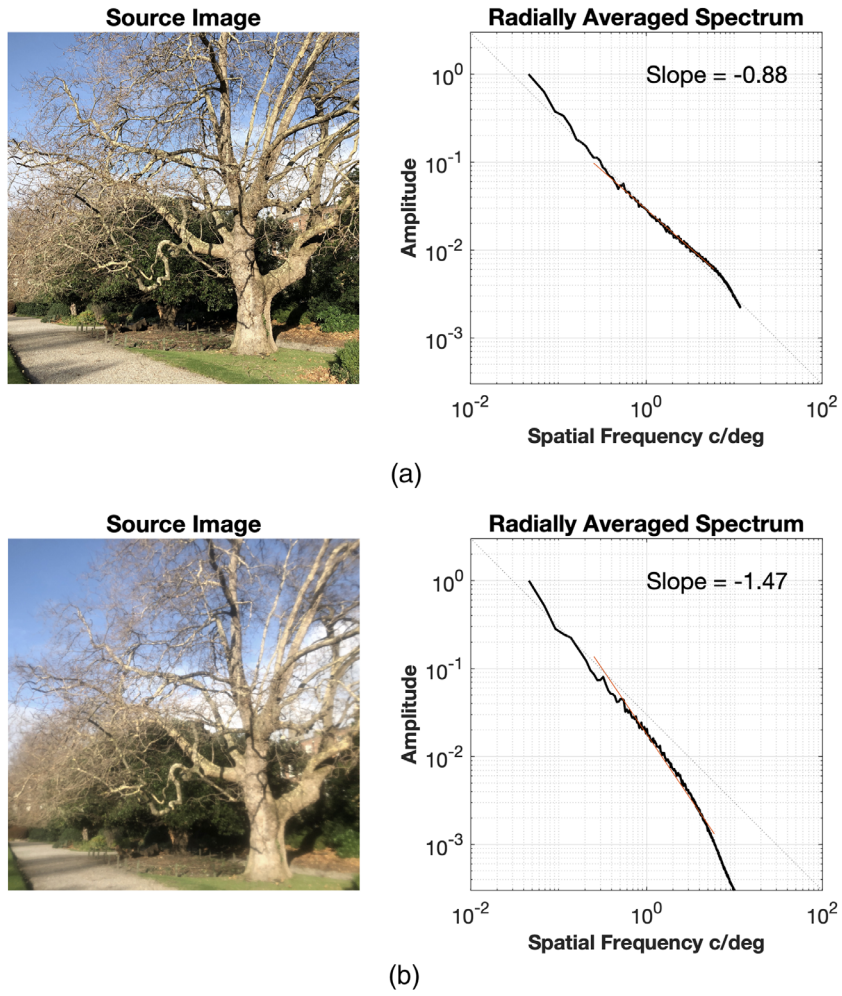 Source Image
Radially Averaged Spectrum
Slope = -0.88
Amplitude
10^0
10^-1
10^-2
10^-3
10^-2
10^0
10^2
Spatial Frequency c/deg
(a)
Source Image
Radially Averaged Spectrum
Slope = -1.47
Amplitude
10^0
10^-1
10^-2
10^-3
10^-2
10^0
10^2
Spatial Frequency c/deg
(b)